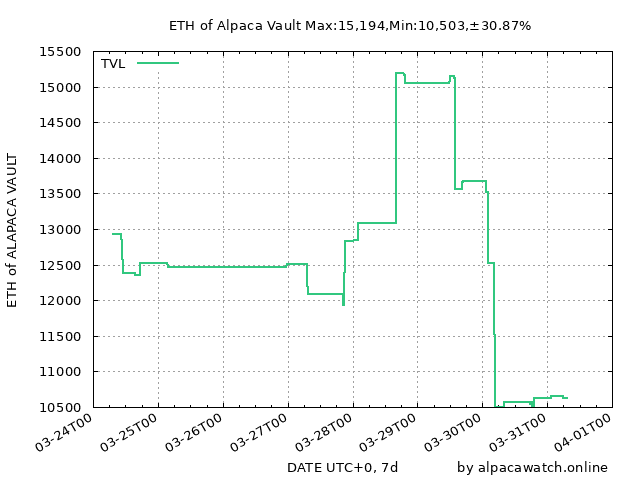 ETH of Alpaca Vault Max:15,194,Min:10,503,±30.87%
TVL
15500
15000
14500
14000
13500
13000
12500
12000
11500
11000
10500
ETH of ALAPACA VAULT
03-24T00
03-25T00
03-26T00
03-27T00
03-28T00
03-29T00
03-30T00
03-31T00
04-01T00
DATE UTC+0, 7d
by alpacawatch.online